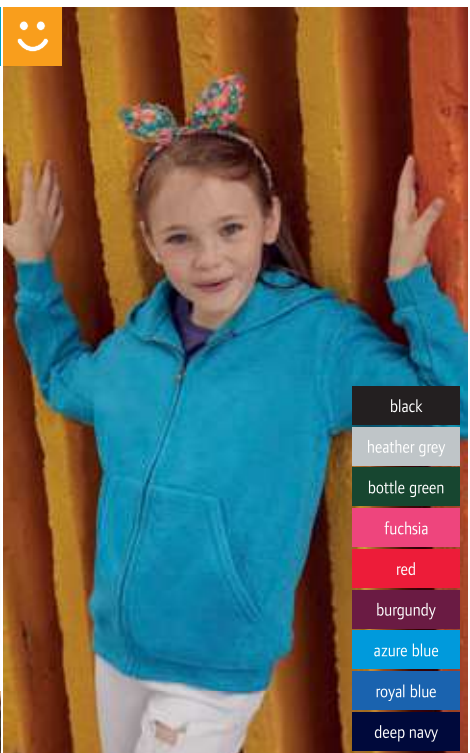 black
heather grey
bottle green
fuchsia
red
burgundy
azure blue
royal blue
deep navy